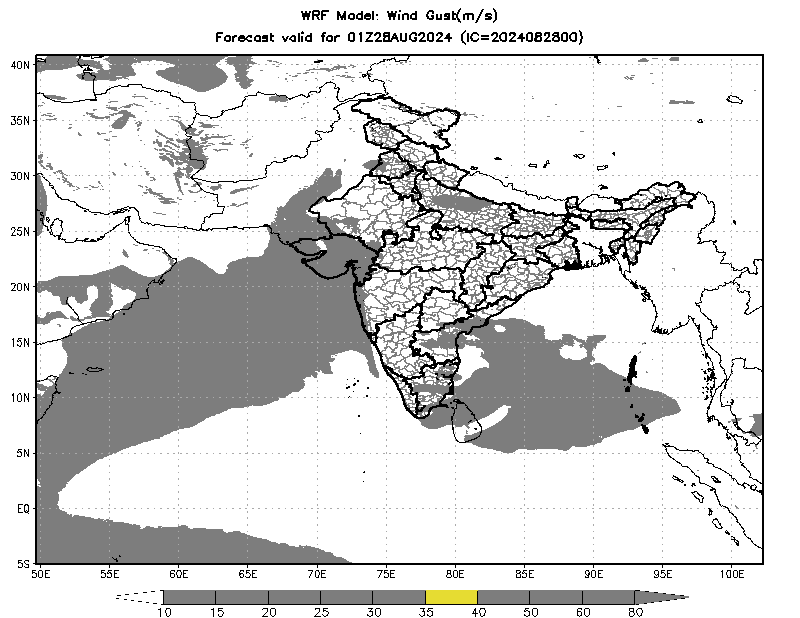 WRF Model: Wind Gust(m/s)
Forecast valid for 01Z28AUG2024 (IC=2024082800)
40N
35N
30N
25N
20N
15N
10N
5N
EQ
5S
50E 55E 60E 65E 70E 75E 80E 85E 90E 95E 100E
10 15 20 25 30 35 40 50 60 80